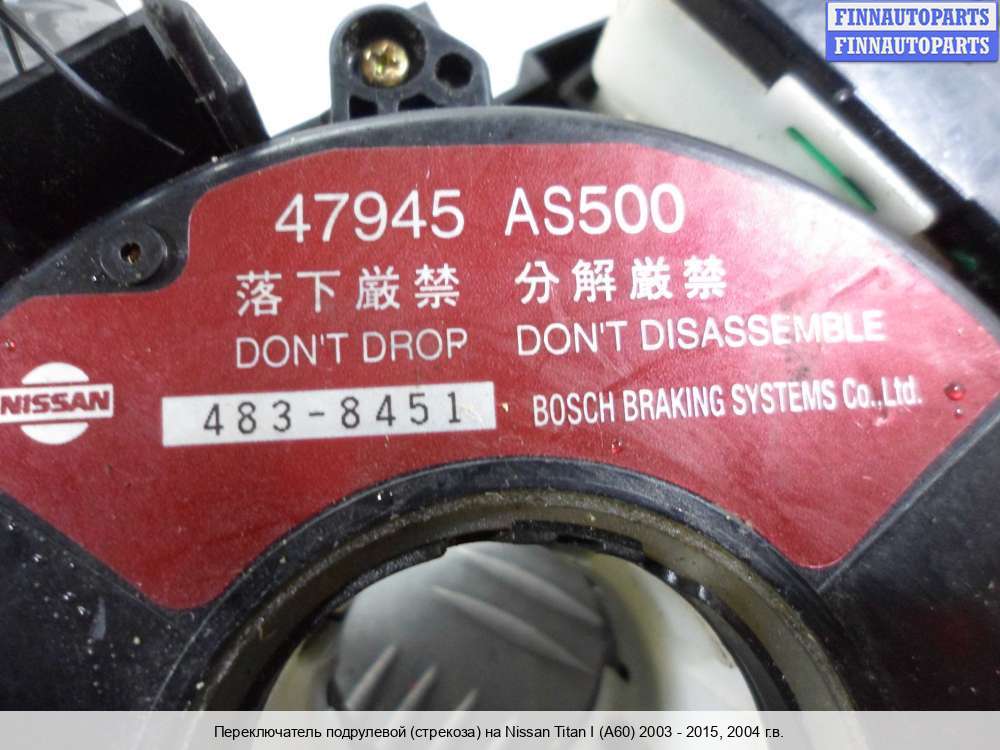 FINNAUTOPARTS
FINNAUTOPARTS
47945 AS500
落下厳禁 分解厳禁
DON'T DROP DON'T DISASSEMBLE
NISSAN
483-8451 BOSCH BRAKING SYSTEMS Co.,Ltd.
Переключатель подрулевой (стрекоза) на Nissan Titan I (A60) 2003 - 2015, 2004 г.в.